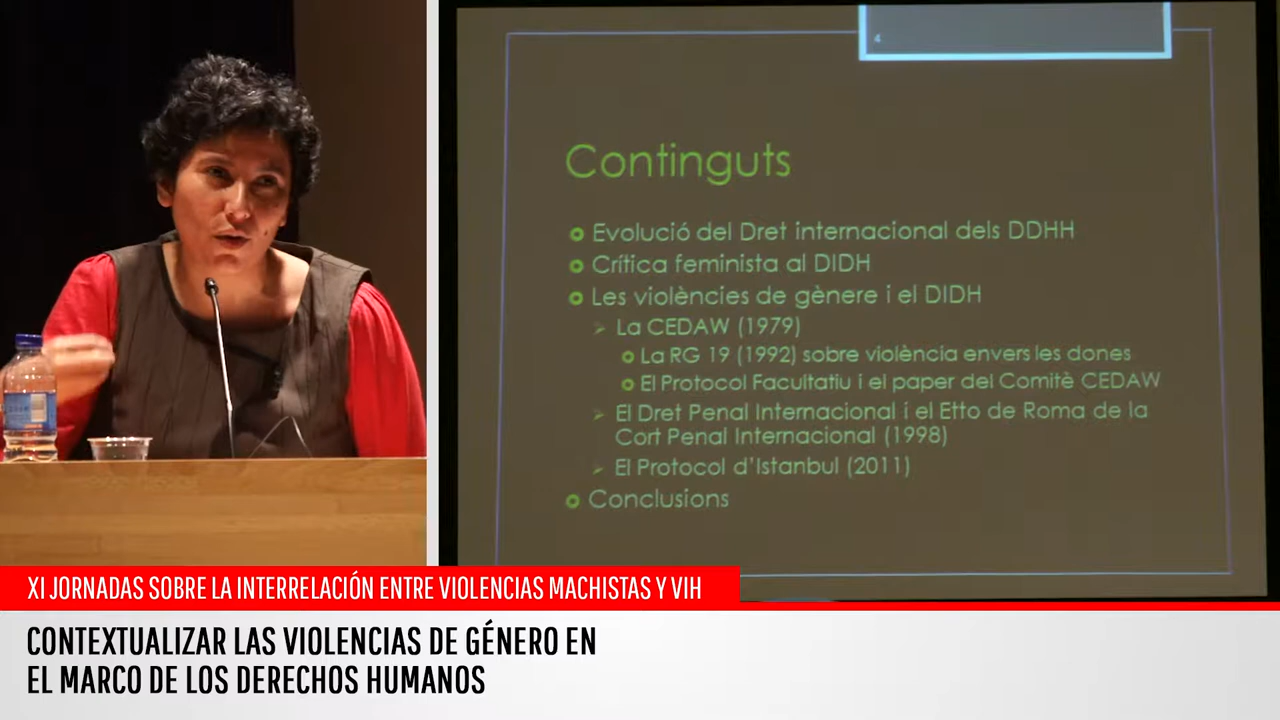 4
Continguts
Evolució del Dret internacional dels DDHH
Crítica feminista al DIDH
Les violències de gènere i el DIDH
La CEDAW (1979)
La RG 19 (1992) sobre violència envers les dones
El Protocol Facultatiu i el paper del Comitè CEDAW
El Dret Penal Internacional i el Etto de Roma de la
Cort Penal Internacional (1998)
El Protocol d'Istanbul (2011)
Conclusions
XI JORNADAS SOBRE LA INTERRELACIÓN ENTRE VIOLENCIAS MACHISTAS Y VIH
CONTEXTUALIZAR LAS VIOLENCIAS DE GÉNERO EN
EL MARCO DE LOS DERECHOS HUMANOS